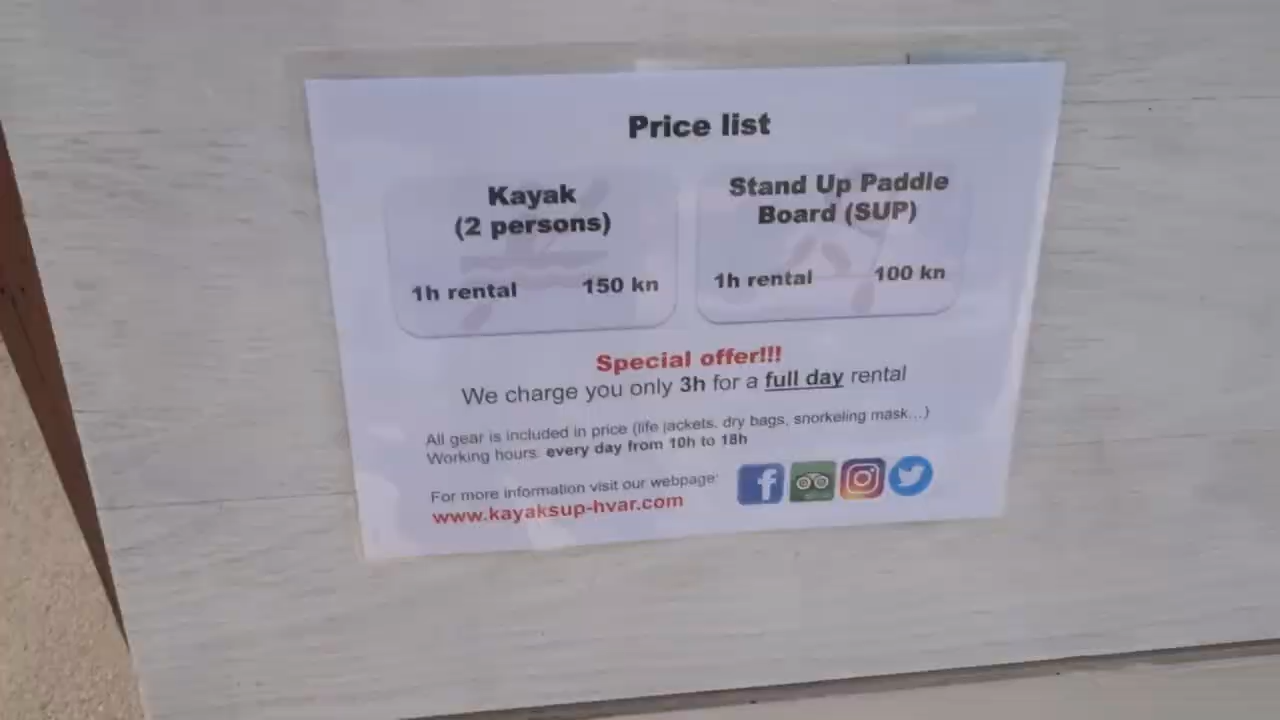 Price list
Kayak
(2 persons)
1h rental 150 kn
Stand Up Paddle
Board (SUP)
1h rental 100 kn
Special offer!!!
We charge you only 3h for a full day rental
All gear is included in price (life jackets, dry bags, snorkeling mask...)
Working hours: every day from 10h to 18h
For more information visit our webpage:
www.kayaksup-hvar.com